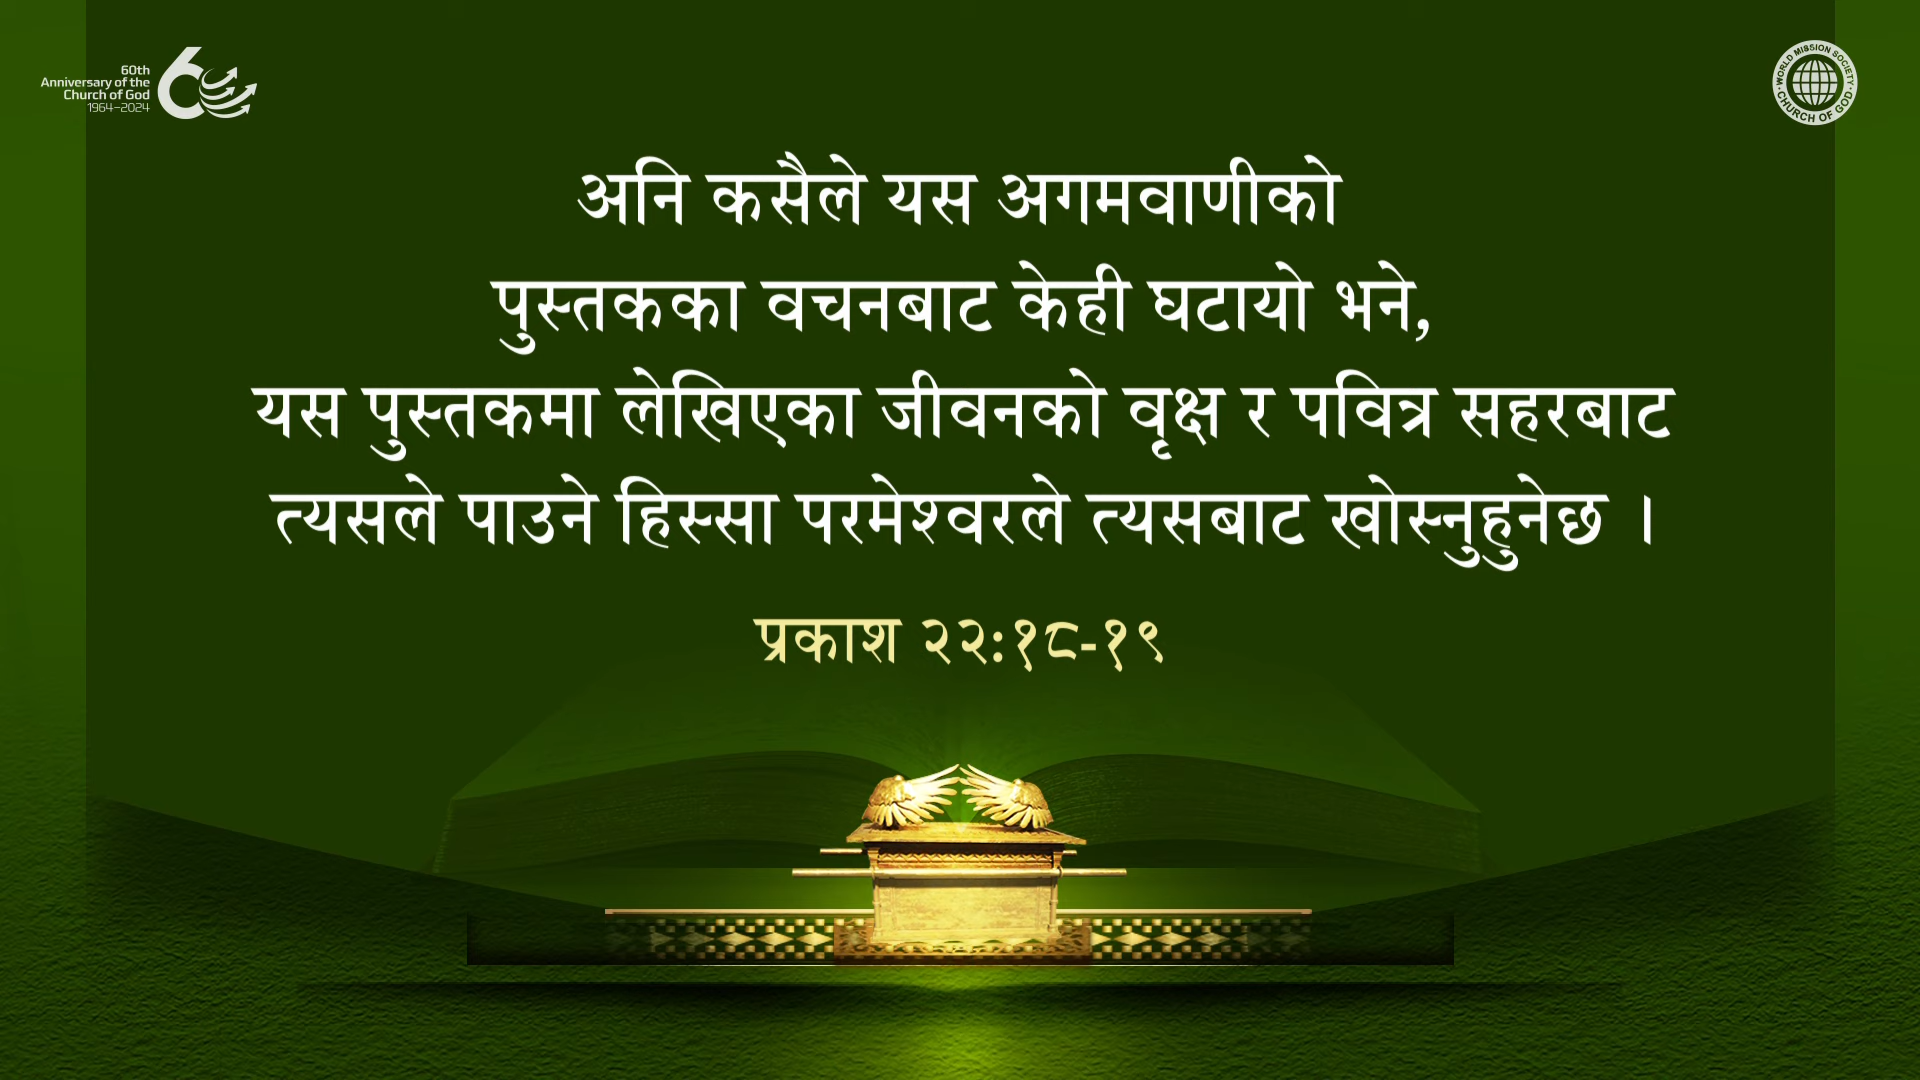 60th
Anniversary of the
Church of God
1964–2024
60
WORLD MISSION SOCIETY
CHURCH OF GOD
अनि कसैले यस अगमवाणीको
पुस्तकका वचनबाट केही घटायो भने,
यस पुस्तकमा लेखिएका जीवनको वृक्ष र पवित्र सहरबाट
त्यसले पाउने हिस्सा परमेश्वरले त्यसबाट खोस्नुहुनेछ ।
प्रकाश २२:१८-१९